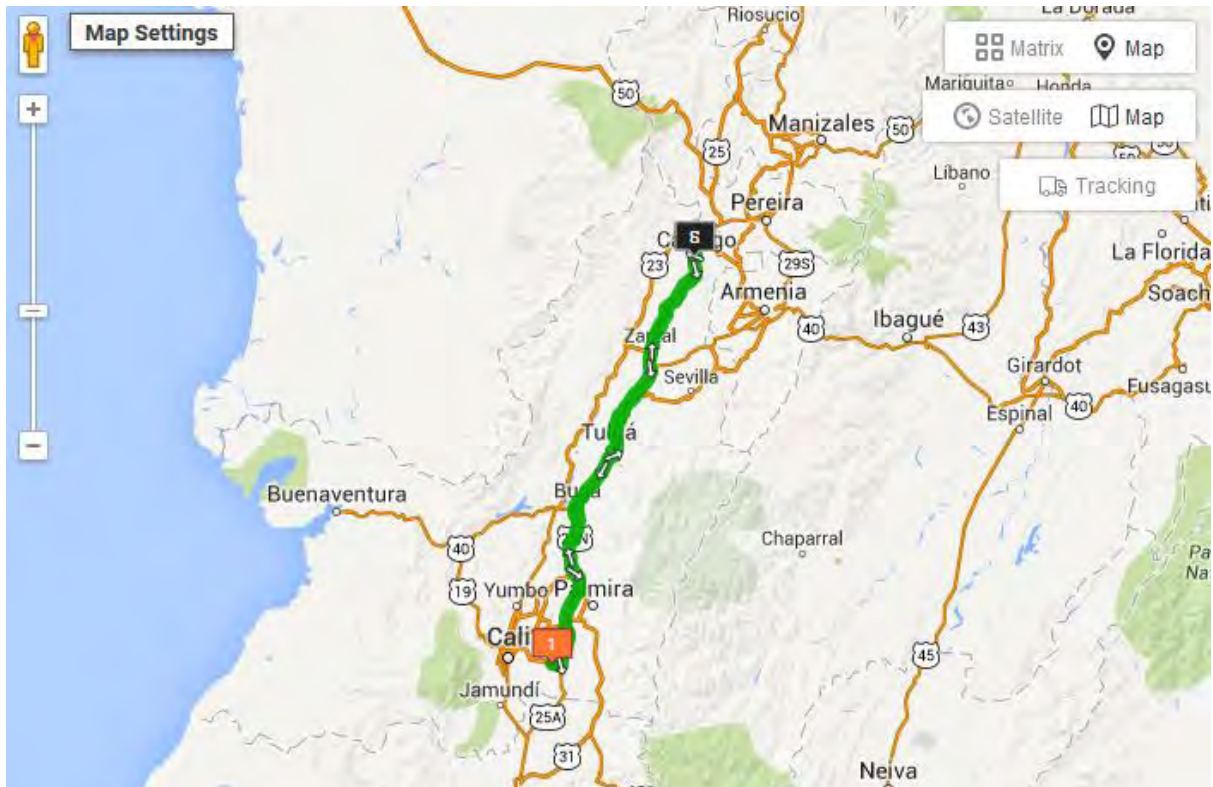 Map Settings
Riosucio
La Dorada
Matrix
Map
50
Mariquita
Honda
Satellite
Map
25
Manizales
50
50
50
Líbano
Tracking
Pereira
23
29S
La Florida
Armenia
Soach
40
Ibagué
43
Girardot
Sevilla
Fusagasu
40
Espinal
Buenaventura
Chaparral
40
19
Yumbo
Cali
1
45
Jamundí
25A
31
Neiva